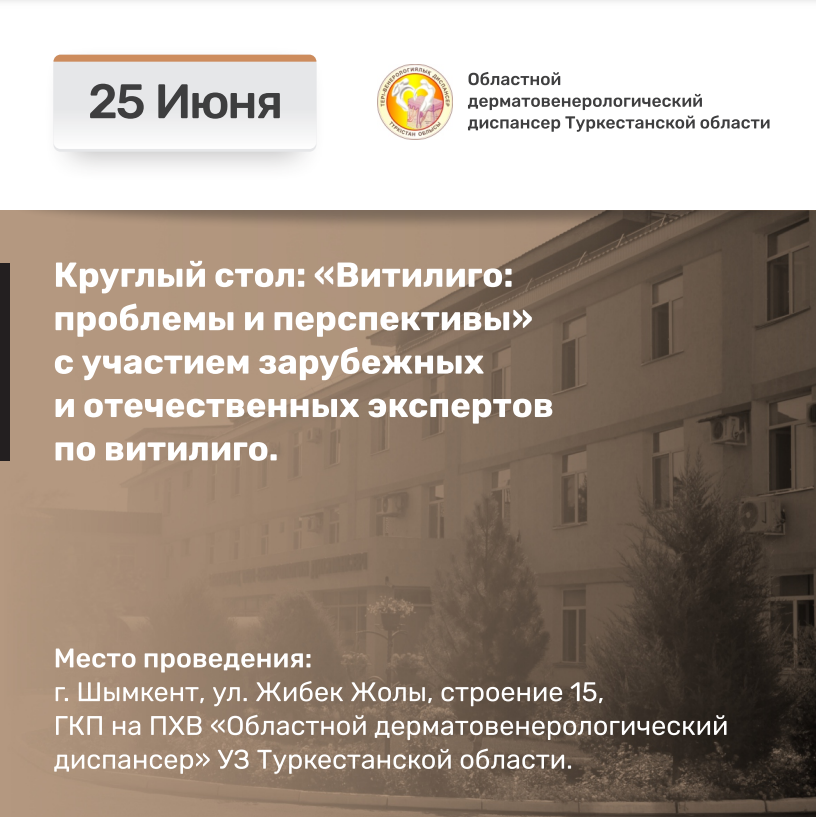 25 Июня
Областной
дерматовенерологический
диспансер Туркестанской области
ТЕРІ-ВЕНЕРОЛОГИЯЛЫҚ ДИСПАНСЕР
ТҮРКІСТАН ОБЛЫСЫ
Круглый стол: «Витилиго:
проблемы и перспективы»
с участием зарубежных
и отечественных экспертов
по витилиго.
Место проведения:
г. Шымкент, ул. Жибек Жолы, строение 15,
ГКП на ПХВ «Областной дерматовенерологический
диспансер» УЗ Туркестанской области.